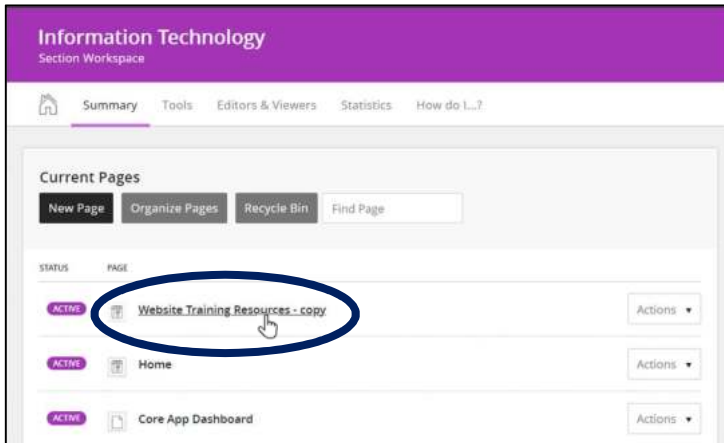 Information Technology
Section Workspace
Summary Tools Editors & Viewers Statistics How do I...?
Current Pages
New Page Organize Pages Recycle Bin Find Page
STATUS PAGE
ACTIVE Website Training Resources - copy Actions
ACTIVE Home Actions
ACTIVE Core App Dashboard Actions